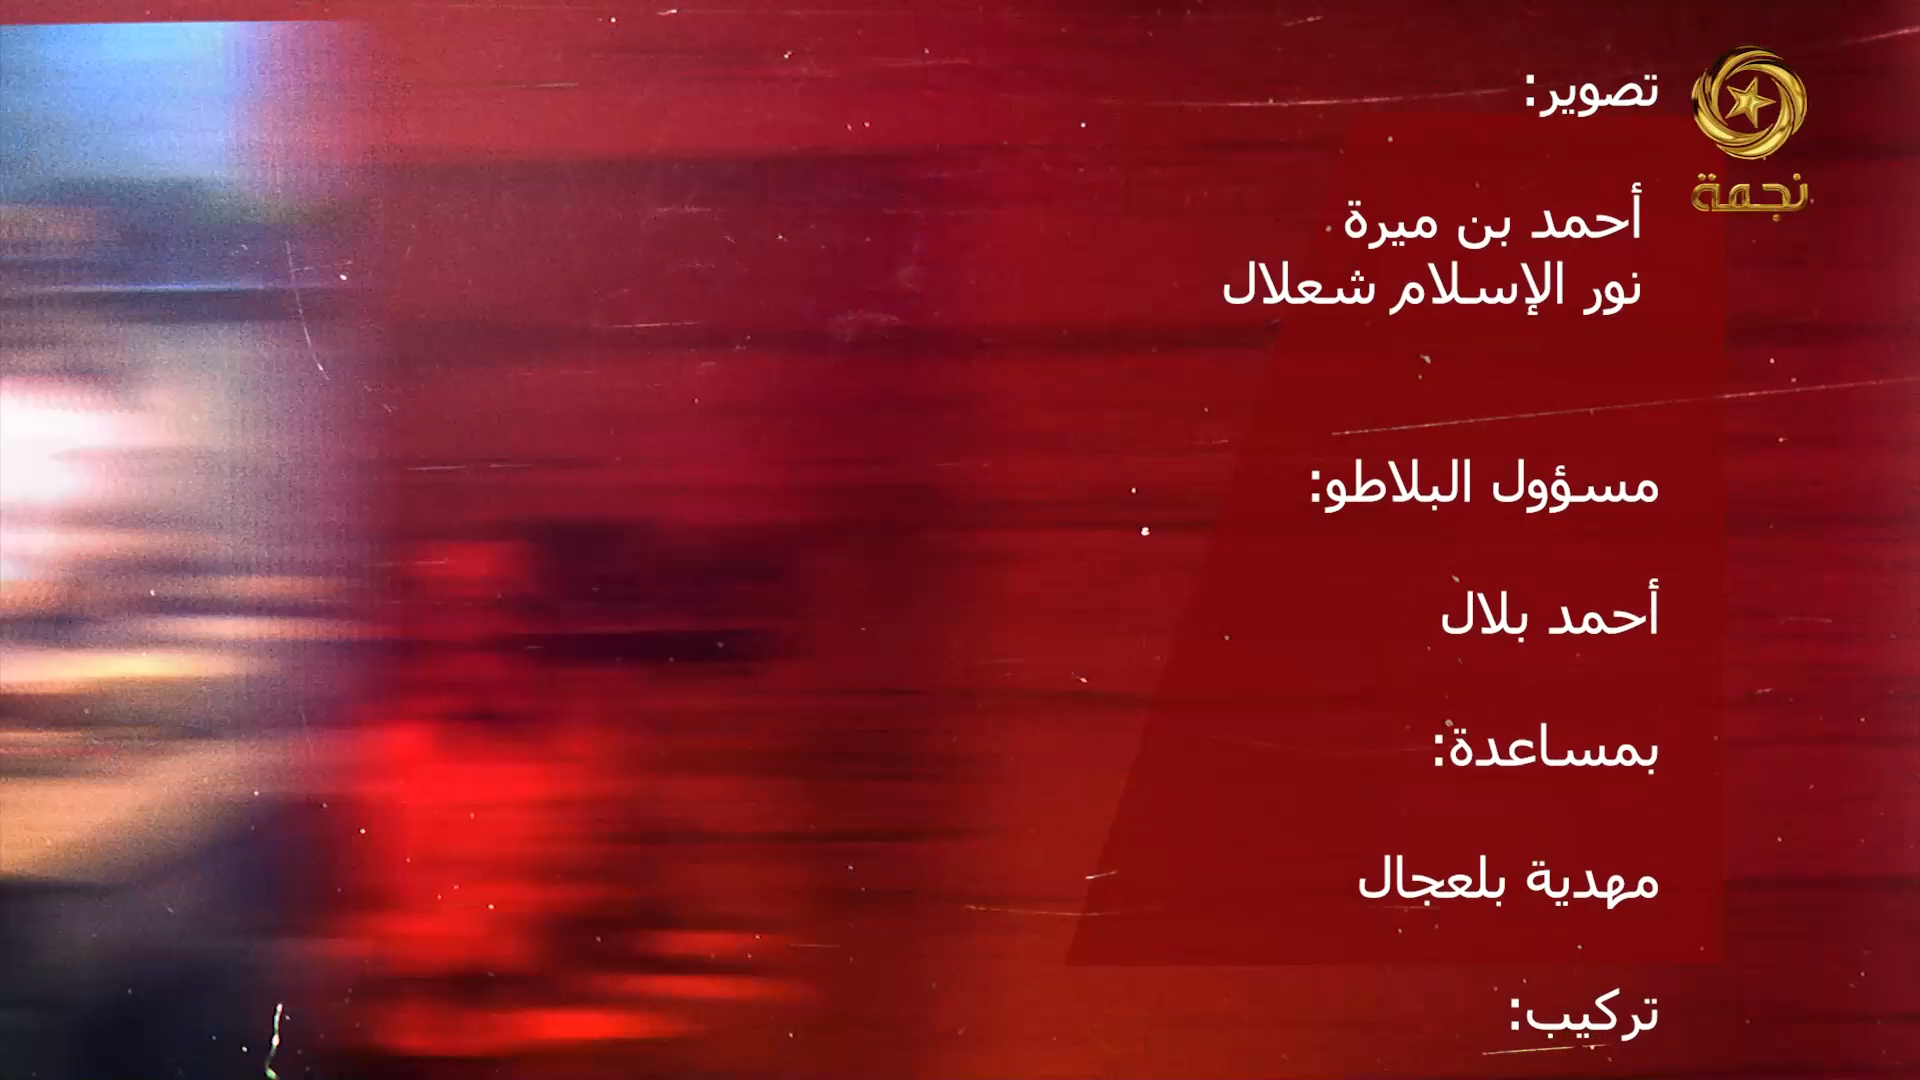 تصوير:
نجمة
أحمد بن ميرة
نور الإسلام شعلال
مسؤول البلاطو:
أحمد بلال
بمساعدة:
مهدية بلعجال
تركيب: